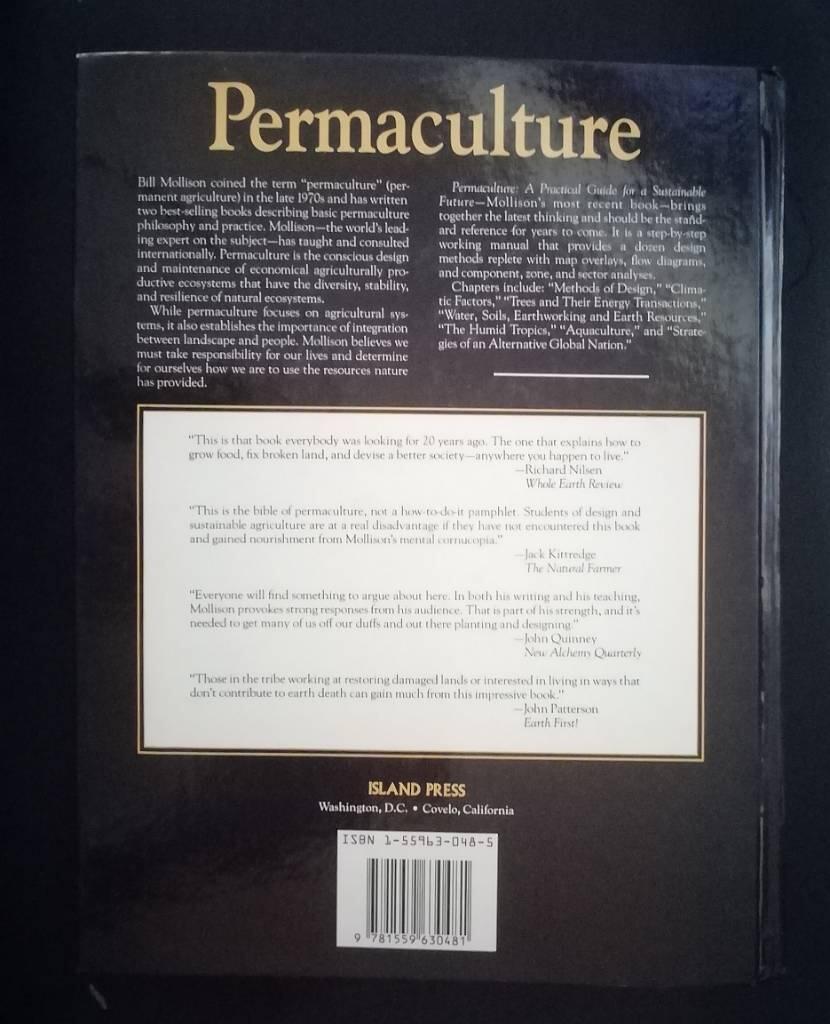 Permaculture
Bill Mollison coined the term "permaculture" (per-
manent agriculture) in the late 1970s and has written
two best-selling books describing basic permaculture
philosophy and practice. Mollison—the world's lead-
ing expert on the subject—has taught and consulted
internationally. Permaculture is the conscious design
and maintenance of economical agriculturally pro-
ductive ecosystems that have the diversity, stability,
and resilience of natural ecosystems.
While permaculture focuses on agricultural sys-
tems, it also establishes the importance of integration
between landscape and people. Mollison believes we
must take responsibility for our lives and determine
for ourselves how we are to use the resources nature
has provided.
Permaculture: A Practical Guide for a Sustainable
Future—Mollison's most recent book—brings
together the latest thinking and should be the stand-
ard reference for years to come. It is a step-by-step
working manual that provides a dozen design
methods replete with map overlays, flow diagrams,
and component, zone, and sector analyses.
Chapters include: "Methods of Design," "Clima-
tic Factors," "Trees and Their Energy Transactions,"
"Water, Soils, Earthworking and Earth Resources,"
"The Humid Tropics," "Aquaculture," and "Strate-
gies of an Alternative Global Nation."
"This is that book everybody was looking for 20 years ago. The one that explains how to
grow food, fix broken land, and devise a better society—anywhere you happen to live."
—Richard Nilsen
Whole Earth Review
"This is the bible of permaculture, not a how-to-do-it pamphlet. Students of design and
sustainable agriculture are at a real disadvantage if they have not encountered this book
and gained nourishment from Mollison's mental cornucopia."
—Jack Kittredge
The Natural Farmer
"Everyone will find something to argue about here. In both his writing and his teaching,
Mollison provokes strong responses from his audience. That is part of his strength, and it's
needed to get many of us off our duffs and out there planting and designing."
—John Quinney
New Alchemy Quarterly
"Those in the tribe working at restoring damaged lands or interested in living in ways that
don't contribute to earth death can gain much from this impressive book."
—John Patterson
Earth First!
ISLAND PRESS
Washington, D.C. • Covelo, California
ISBN 1-55963-048-5
9 781559 630481